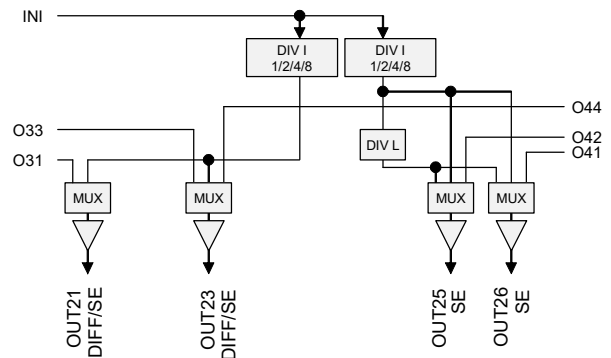 INI
DIV I
1/2/4/8
DIV I
1/2/4/8
O44
O33
O42
O31
DIV L
O41
MUX
MUX
MUX
MUX
OUT21
DIFF/SE
OUT23
DIFF/SE
OUT25
SE
OUT26
SE